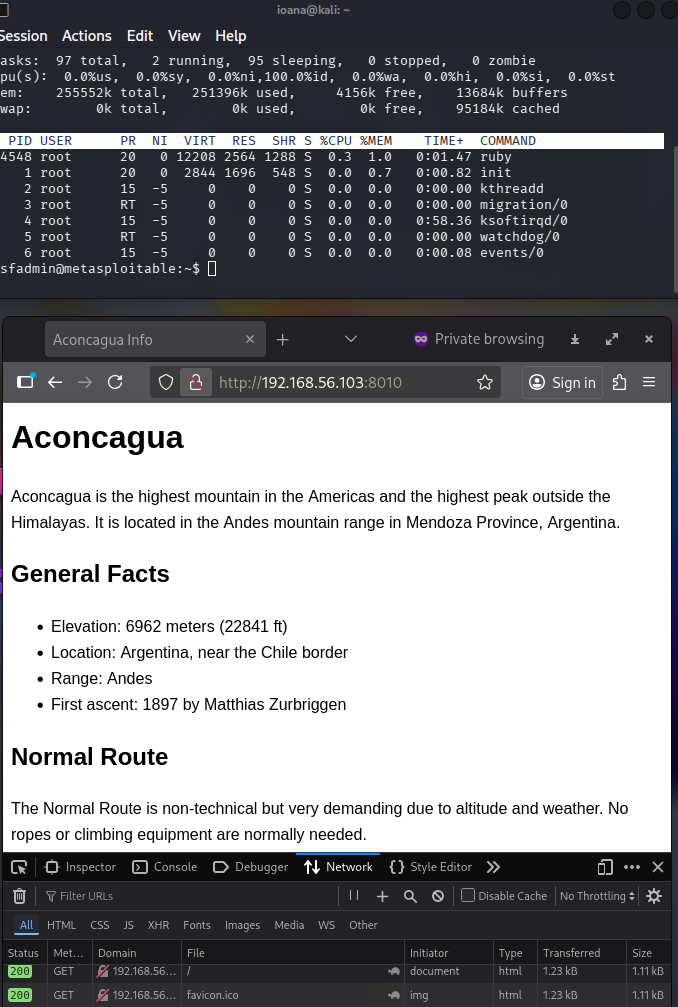 ioana@kali: ~
Session Actions Edit View Help
asks: 97 total, 2 running, 95 sleeping, 0 stopped, 0 zombie
pu(s): 0.0%us, 0.0%sy, 0.0%ni,100.0%id, 0.0%wa, 0.0%hi, 0.0%si, 0.0%st
em: 255552k total, 251396k used, 4156k free, 13684k buffers
wap: 0k total, 0k used, 0k free, 95184k cached
PID USER PR NI VIRT RES SHR S %CPU %MEM TIME+ COMMAND
4548 root 20 0 12208 2564 1288 S 0.3 1.0 0:01.47 ruby
1 root 20 0 2844 1696 548 S 0.0 0.7 0:00.82 init
2 root 15 -5 0 0 0 S 0.0 0.0 0:00.00 kthreadd
3 root RT -5 0 0 0 S 0.0 0.0 0:00.00 migration/0
4 root 15 -5 0 0 0 S 0.0 0.0 0:58.36 ksoftirqd/0
5 root RT -5 0 0 0 S 0.0 0.0 0:00.00 watchdog/0
6 root 15 -5 0 0 0 S 0.0 0.0 0:00.08 events/0
sfadmin@metasploitable:~$
Aconcagua Info
Private browsing
http://192.168.56.103:8010
Sign in
Aconcagua
Aconcagua is the highest mountain in the Americas and the highest peak outside the
Himalayas. It is located in the Andes mountain range in Mendoza Province, Argentina.
General Facts
• Elevation: 6962 meters (22841 ft)
• Location: Argentina, near the Chile border
• Range: Andes
• First ascent: 1897 by Matthias Zurbriggen
Normal Route
The Normal Route is non-technical but very demanding due to altitude and weather. No
ropes or climbing equipment are normally needed.
Inspector Console Debugger Network Style Editor
Filter URLs Disable Cache No Throttling
All HTML CSS JS XHR Fonts Images Media WS Other
Status Met... Domain File Initiator Type Transferred Size
200 GET 192.168.56... / document html 1.23 kB 1.11 kB
200 GET 192.168.56... favicon.ico img html 1.23 kB 1.11 kB